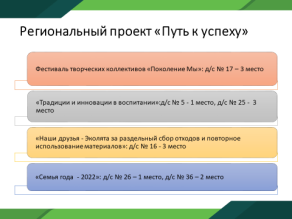 Региональный проект «Путь к успеху»
Фестиваль творческих коллективов «Поколение Мы»: д/с № 17 – 3 место
«Традиции и инновации в воспитании»:д/с № 5 - 1 место, д/с № 25 - 3
место
«Наши друзья - Эколята за раздельный сбор отходов и повторное
использование материалов»: д/с № 16 - 3 место
«Семья года - 2022»: д/с № 26 – 1 место, д/с № 36 – 2 место